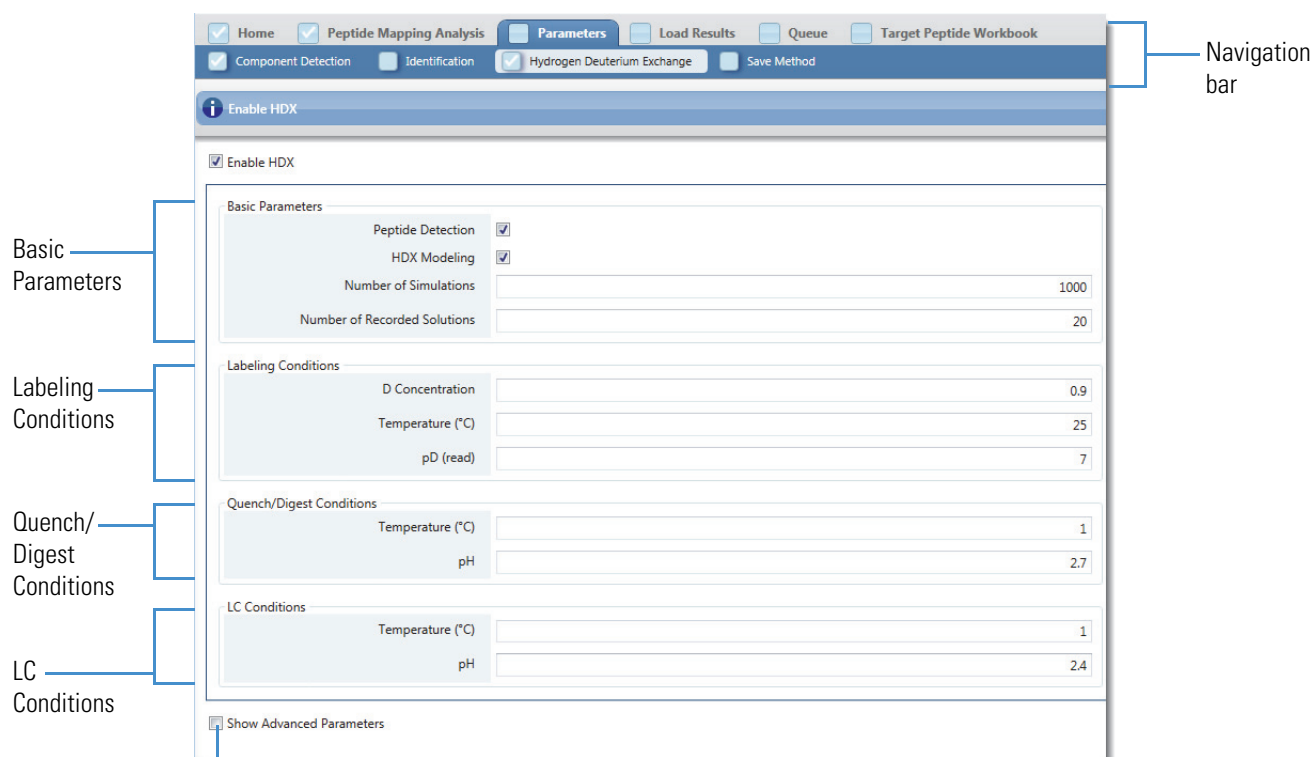 Home Peptide Mapping Analysis Parameters Load Results Queue Target Peptide Workbook
Component Detection Identification Hydrogen Deuterium Exchange Save Method
Navigation
bar
Enable HDX
Enable HDX
Basic
Parameters
Basic Parameters
Peptide Detection
HDX Modeling
Number of Simulations 1000
Number of Recorded Solutions 20
Labeling
Conditions
Labeling Conditions
D Concentration 0.9
Temperature (°C) 25
pD (read) 7
Quench/
Digest
Conditions
Quench/Digest Conditions
Temperature (°C) 1
pH 2.7
LC
Conditions
LC Conditions
Temperature (°C) 1
pH 2.4
Show Advanced Parameters